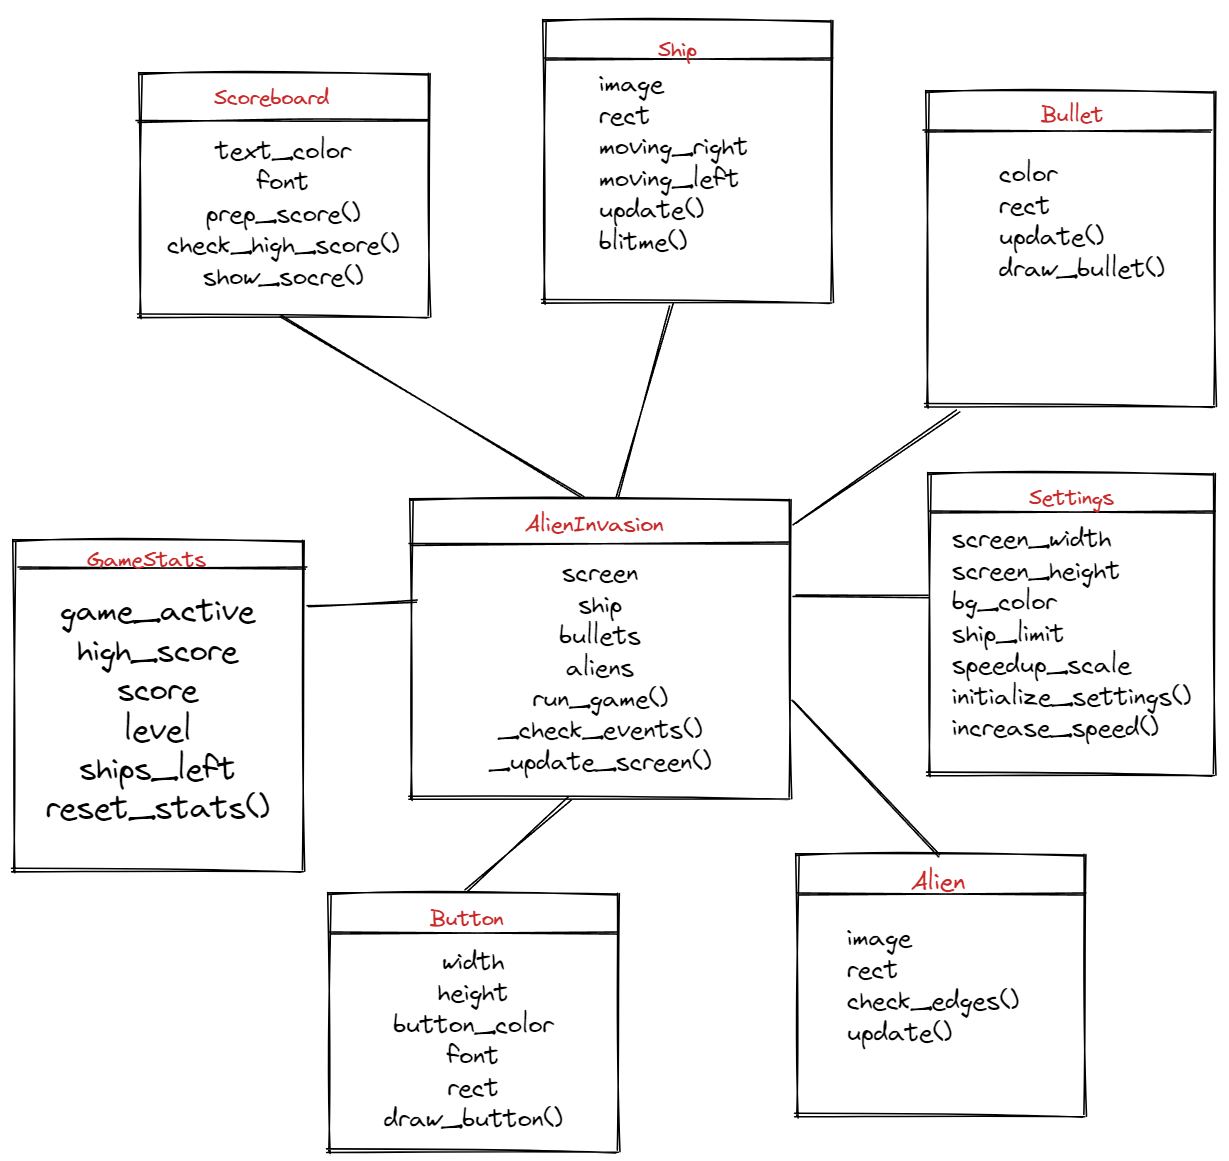 Scoreboard
text_color
font
prep_score()
check_high_score()
show_socre()
Ship
image
rect
moving_right
moving_left
update()
blitme()
Bullet
color
rect
update()
draw_bullet()
GameStats
game_active
high_score
score
level
ships_left
reset_stats()
AlienInvasion
screen
ship
bullets
aliens
run_game()
_check_events()
_update_screen()
Settings
screen_width
screen_height
bg_color
ship_limit
speedup_scale
initialize_settings()
increase_speed()
Button
width
height
button_color
font
rect
draw_button()
Alien
image
rect
check_edges()
update()